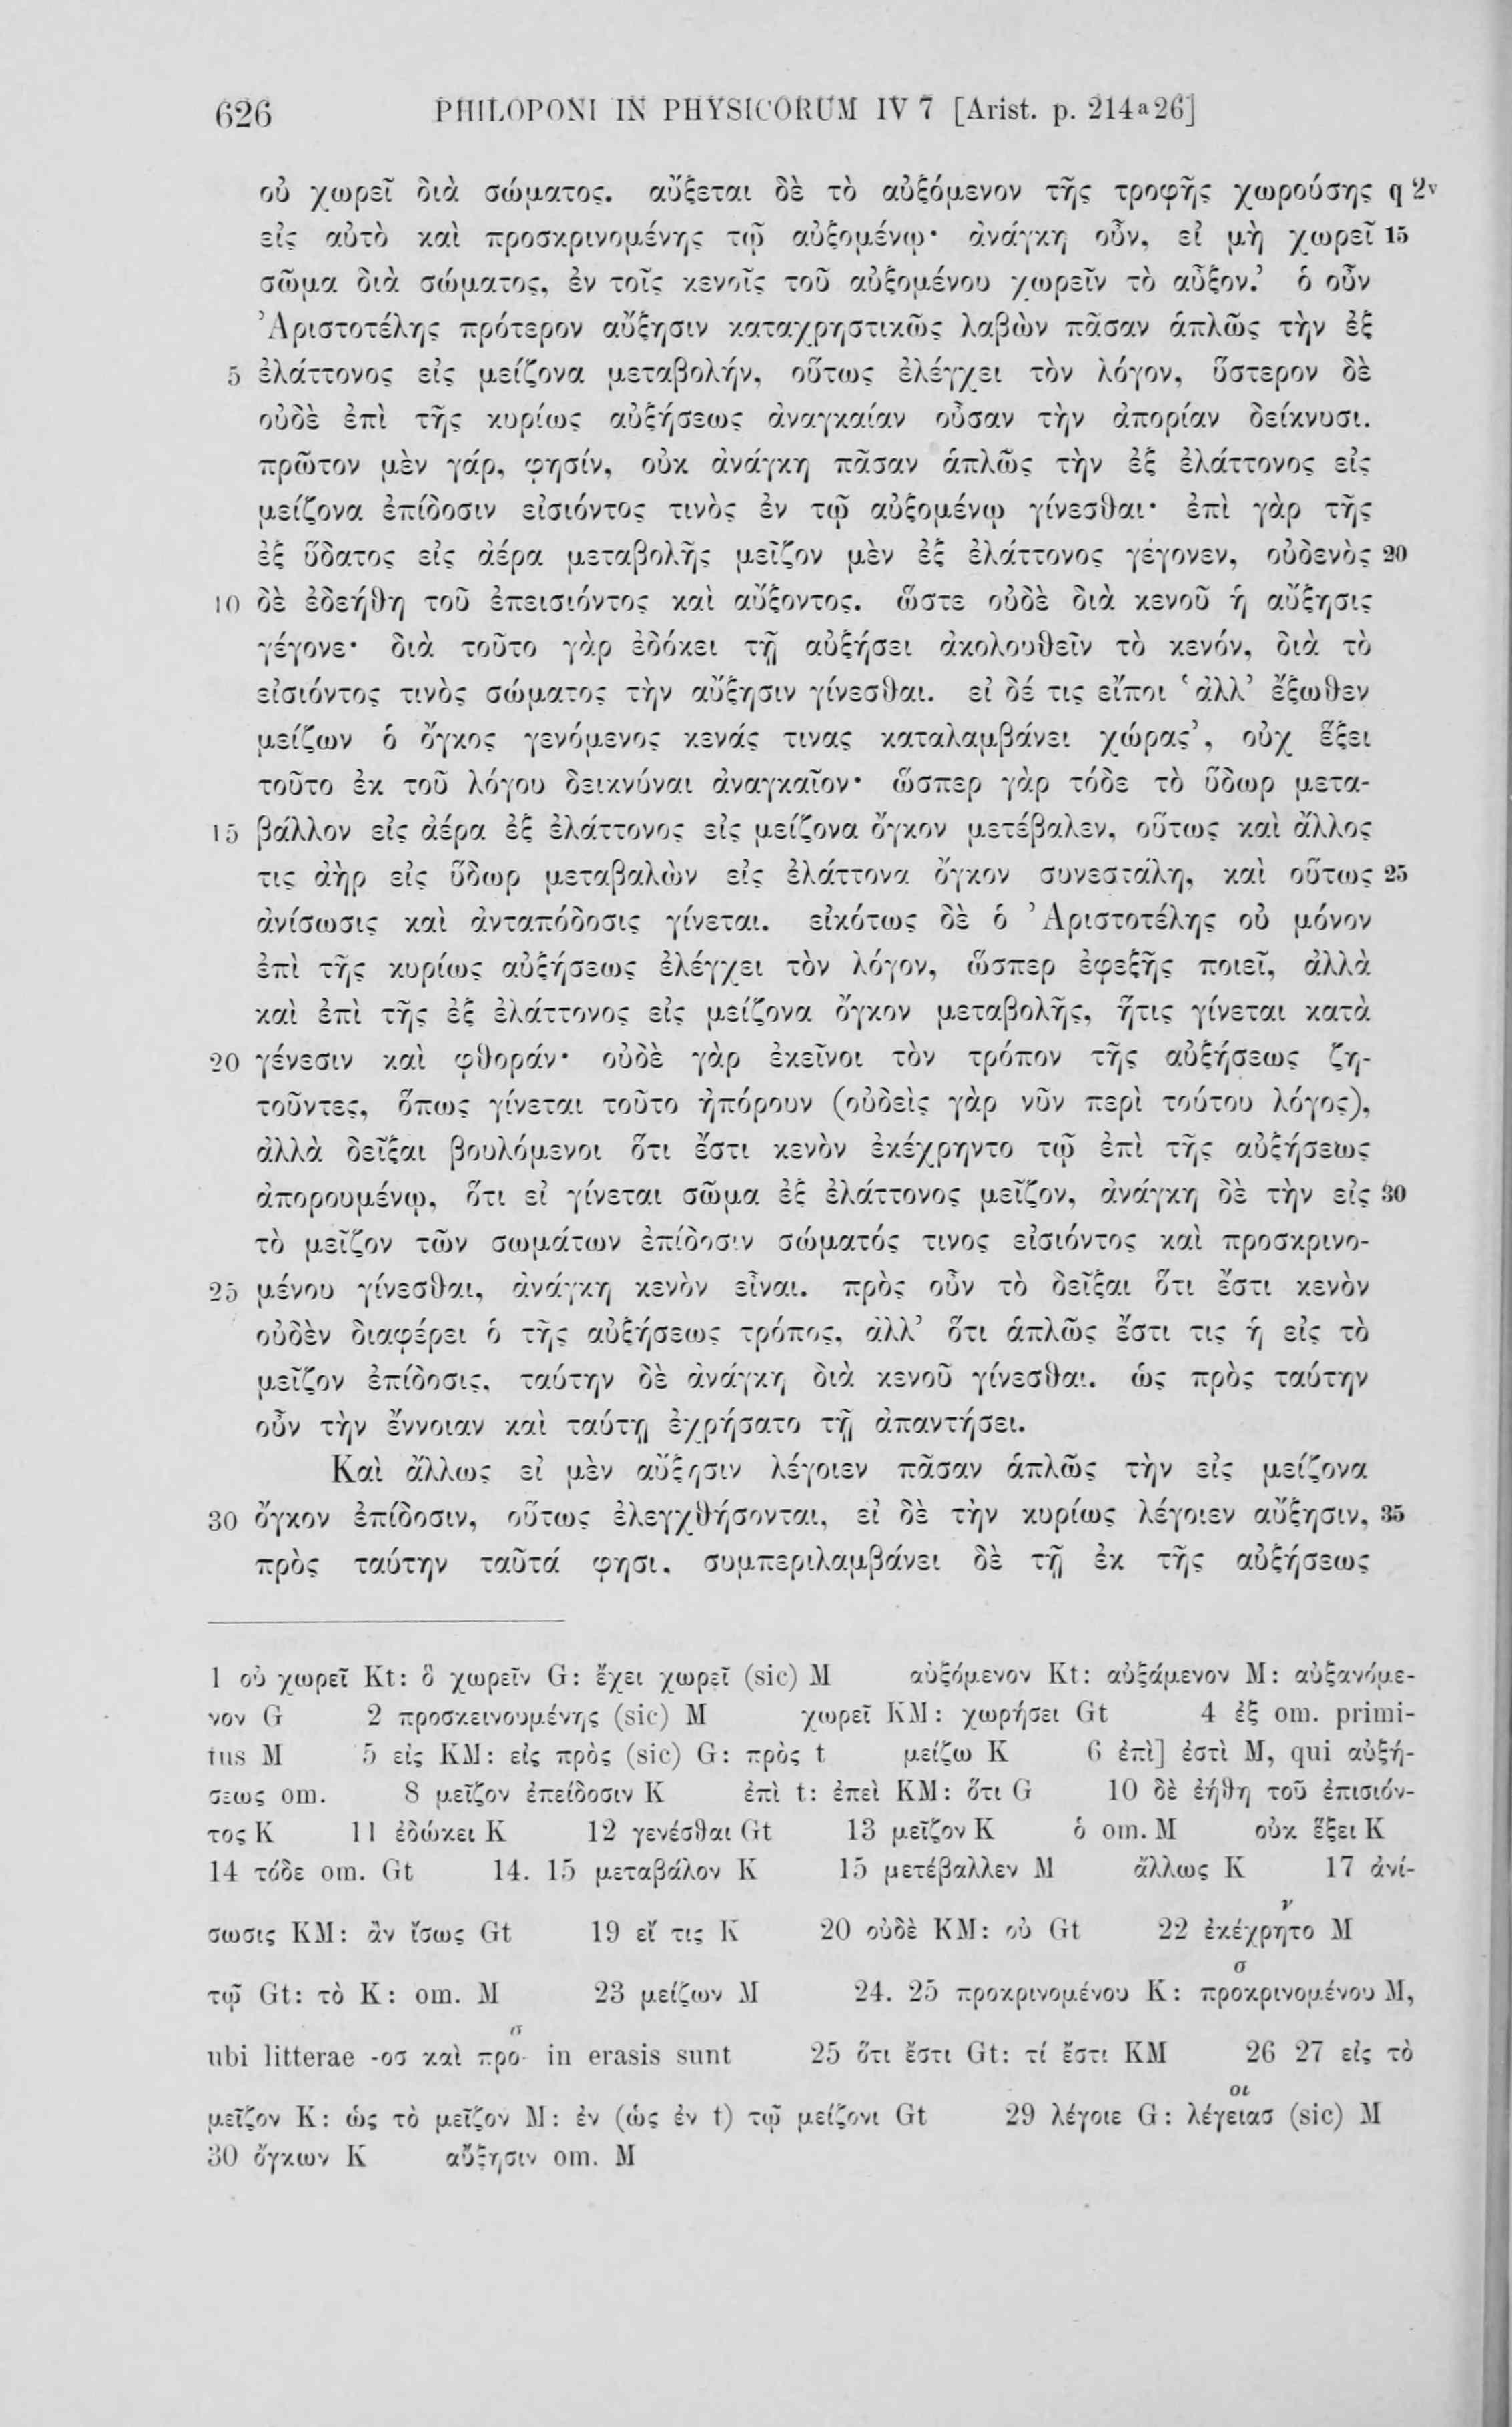 626 PHILOPONI IN PHYSICORUM IV 7 [Arist. p. 214a26]
οὐ χωρεῖ διὰ σώματος. αὔξεται δὲ τὸ αὐξόμενον τῆς τροφῆς χωρούσης q 2v
εἰς αὐτὸ καὶ προσκρινομένης τῷ αὐξομένῳ· ἀνάγκη οὖν, εἰ μὴ χωρεῖ 15
σῶμα διὰ σώματος, ἐν τοῖς κενοῖς τοῦ αὐξομένου χωρεῖν τὸ αὖξον.’ ὁ οὖν
Ἀριστοτέλης πρότερον αὔξησιν καταχρηστικῶς λαβὼν πᾶσαν ἁπλῶς τὴν ἐξ
5 ἐλάττονος εἰς μείζονα μεταβολήν, οὕτως ἐλέγχει τὸν λόγον, ὕστερον δὲ
οὐδὲ ἐπὶ τῆς κυρίως αὐξήσεως ἀναγκαίαν οὖσαν τὴν ἀπορίαν δείκνυσι.
πρῶτον μὲν γάρ, φησίν, οὐκ ἀνάγκη πᾶσαν ἁπλῶς τὴν ἐξ ἐλάττονος εἰς
μείζονα ἐπίδοσιν εἰσιόντος τινὸς ἐν τῷ αὐξομένῳ γίνεσθαι· ἐπὶ γὰρ τῆς
ἐξ ὕδατος εἰς ἀέρα μεταβολῆς μεῖζον μὲν ἐξ ἐλάττονος γέγονεν, οὐδενὸς 20
10 δὲ ἐδεήθη τοῦ ἐπεισιόντος καὶ αὔξοντος. ὥστε οὐδὲ διὰ κενοῦ ἡ αὔξησις
γέγονε· διὰ τοῦτο γὰρ ἐδόκει τῇ αὐξήσει ἀκολουθεῖν τὸ κενόν, διὰ τὸ
εἰσιόντος τινὸς σώματος τὴν αὔξησιν γίνεσθαι. εἰ δέ τις εἴποι ‘ἀλλ’ ἔξωθεν
μείζων ὁ ὄγκος γενόμενος κενάς τινας καταλαμβάνει χώρας’, οὐχ ἕξει
τοῦτο ἐκ τοῦ λόγου δεικνύναι ἀναγκαῖον· ὥσπερ γὰρ τόδε τὸ ὕδωρ μετα-
15 βάλλον εἰς ἀέρα ἐξ ἐλάττονος εἰς μείζονα ὄγκον μετέβαλεν, οὕτως καὶ ἄλλος
τις ἀὴρ εἰς ὕδωρ μεταβαλὼν εἰς ἐλάττονα ὄγκον συνεστάλη, καὶ οὕτως 25
ἀνίσωσις καὶ ἀνταπόδοσις γίνεται. εἰκότως δὲ ὁ Ἀριστοτέλης οὐ μόνον
ἐπὶ τῆς κυρίως αὐξήσεως ἐλέγχει τὸν λόγον, ὥσπερ ἐφεξῆς ποιεῖ, ἀλλὰ
καὶ ἐπὶ τῆς ἐξ ἐλάττονος εἰς μείζονα ὄγκον μεταβολῆς, ἥτις γίνεται κατὰ
20 γένεσιν καὶ φθοράν· οὐδὲ γὰρ ἐκεῖνοι τὸν τρόπον τῆς αὐξήσεως ζη-
τοῦντες, ὅπως γίνεται τοῦτο ἠπόρουν (οὐδεὶς γὰρ νῦν περὶ τούτου λόγος),
ἀλλὰ δεῖξαι βουλόμενοι ὅτι ἔστι κενὸν ἐκέχρηντο τῷ ἐπὶ τῆς αὐξήσεως
ἀπορουμένῳ, ὅτι εἰ γίνεται σῶμα ἐξ ἐλάττονος μεῖζον, ἀνάγκη δὲ τὴν εἰς 30
τὸ μεῖζον τῶν σωμάτων ἐπίδοσιν σώματός τινος εἰσιόντος καὶ προσκρινο-
25 μένου γίνεσθαι, ἀνάγκη κενὸν εἶναι. πρὸς οὖν τὸ δεῖξαι ὅτι ἔστι κενὸν
οὐδὲν διαφέρει ὁ τῆς αὐξήσεως τρόπος, ἀλλ’ ὅτι ἁπλῶς ἔστι τις ἡ εἰς τὸ
μεῖζον ἐπίδοσις, ταύτην δὲ ἀνάγκη διὰ κενοῦ γίνεσθαι. ὡς πρὸς ταύτην
οὖν τὴν ἔννοιαν καὶ ταύτῃ ἐχρήσατο τῇ ἀπαντήσει.
Καὶ ἄλλως εἰ μὲν αὔξησιν λέγοιεν πᾶσαν ἁπλῶς τὴν εἰς μείζονα
30 ὄγκον ἐπίδοσιν, οὕτως ἐλεγχθήσονται, εἰ δὲ τὴν κυρίως λέγοιεν αὔξησιν, 35
πρὸς ταύτην ταῦτά φησι. συμπεριλαμβάνει δὲ τῇ ἐκ τῆς αὐξήσεως
1 οὐ χωρεῖ Kt: ὃ χωρεῖν G: ἔχει χωρεῖ (sic) M αὐξόμενον Kt: αὐξάμενον M: αὐξανόμε-
νον G 2 προσκεινουμένης (sic) M χωρεῖ KM: χωρήσει Gt 4 ἐξ om. primi-
tus M 5 εἰς KM: εἰς πρὸς (sic) G: πρὸς t μείζω K 6 ἐπὶ] ἐστὶ M, qui αὐξή-
σεως om. 8 μεῖζον ἐπείδοσιν K ἐπὶ t: ἐπεὶ KM: ὅτι G 10 δὲ ἐήθη τοῦ ἐπισιόν-
τος K 11 ἐδώκει K 12 γενέσθαι Gt 13 μεῖζον K ὁ om. M οὐκ ἕξει K
14 τόδε om. Gt 14. 15 μεταβάλον K 15 μετέβαλλεν M ἄλλως K 17 ἀνί-
σωσις KM: ἂν ἴσως Gt 19 εἴ τις K 20 οὐδὲ KM: οὐ Gt 22 ἐκέχρητο M
ν
τῷ Gt: τὸ K: om. M 23 μείζων M 24. 25 προκρινομένου K: προκρινομένου M,
σ
ubi litterae -οσ καὶ προ- in erasis sunt 25 ὅτι ἔστι Gt: τί ἔστι KM 26 27 εἰς τὸ
σ
μεῖζον K: ὡς τὸ μεῖζον M: ἐν (ὡς ἐν t) τῷ μείζονι Gt 29 λέγοιε G: λέγειασ (sic) M
οι
30 ὄγκων K αὔξησιν om. M